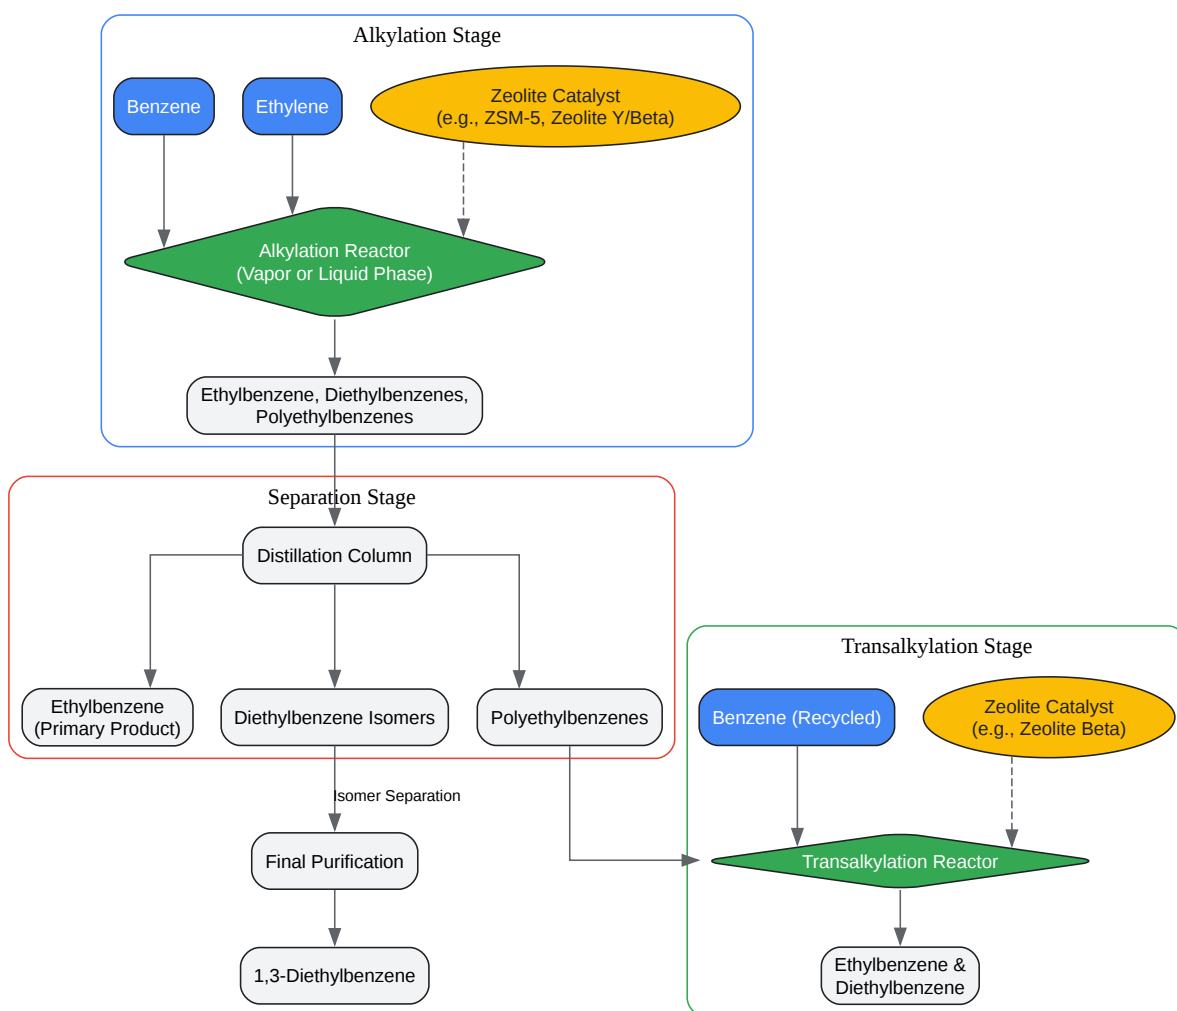 Alkylation Stage
Benzene
Ethylene
Zeolite Catalyst
(e.g., ZSM-5, Zeolite Y/Beta)
Alkylation Reactor
(Vapor or Liquid Phase)
Ethylbenzene, Diethylbenzenes,
Polyethylbenzenes
Separation Stage
Distillation Column
Ethylbenzene
(Primary Product)
Diethylbenzene Isomers
Polyethylbenzenes
Isomer Separation
Final Purification
1,3-Diethylbenzene
Transalkylation Stage
Benzene (Recycled)
Zeolite Catalyst
(e.g., Zeolite Beta)
Transalkylation Reactor
Ethylbenzene &
Diethylbenzene